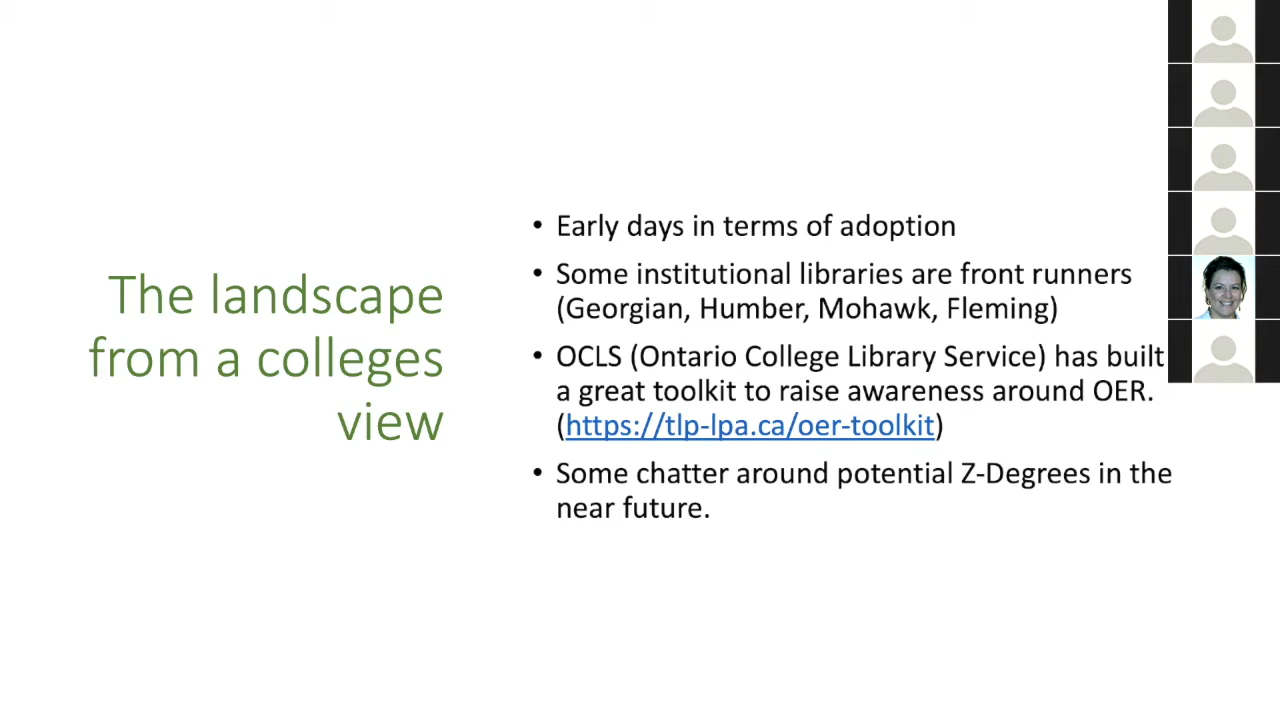 The landscape
from a colleges
view
• Early days in terms of adoption
• Some institutional libraries are front runners
(Georgian, Humber, Mohawk, Fleming)
• OCLS (Ontario College Library Service) has built
a great toolkit to raise awareness around OER.
(https://tlp-lpa.ca/oer-toolkit)
• Some chatter around potential Z-Degrees in the
near future.